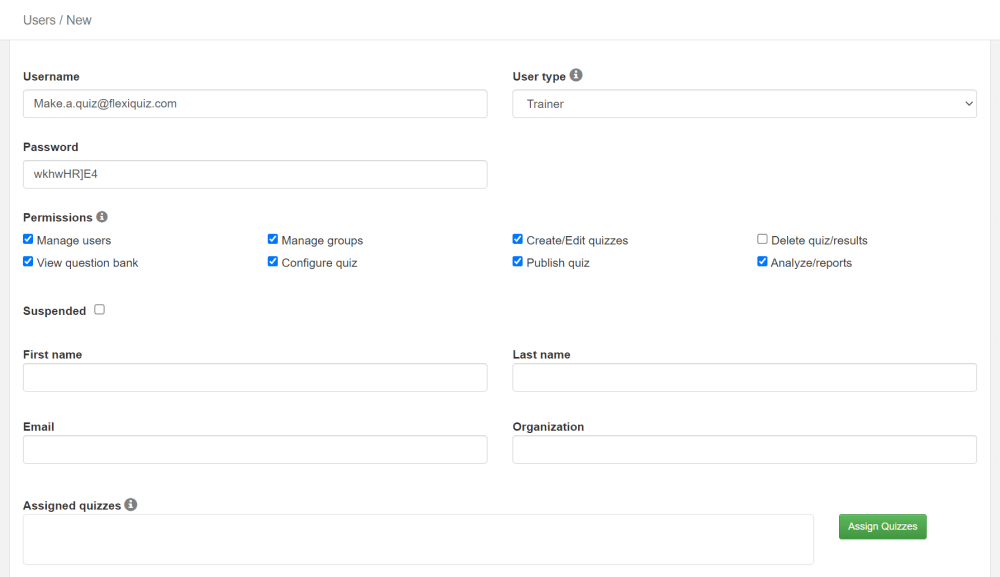 Users / New
Username
User type
Make.a.quiz@flexiquiz.com
Trainer
Password
wkhwHR]E4
Permissions
Manage users
Manage groups
Create/Edit quizzes
Delete quiz/results
View question bank
Configure quiz
Publish quiz
Analyze/reports
Suspended
First name
Last name
Email
Organization
Assigned quizzes
Assign Quizzes